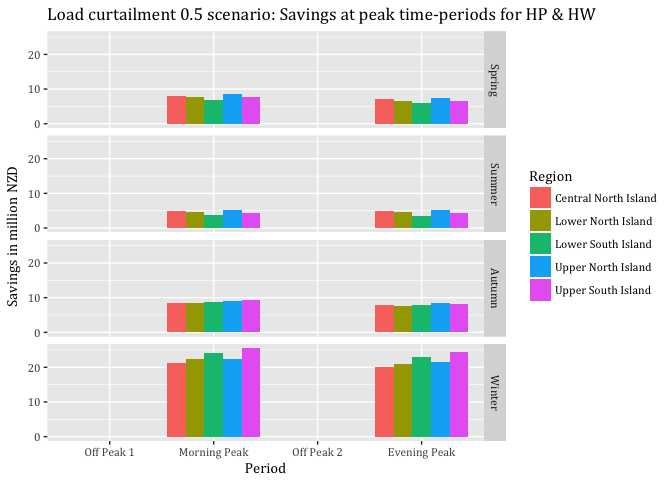 Load curtailment 0.5 scenario: Savings at peak time-periods for HP & HW
Savings in million NZD
20
10
0
Spring
20
10
0
Summer
20
10
0
Autumn
20
10
0
Winter
Off Peak 1
Morning Peak
Off Peak 2
Evening Peak
Period
Region
Central North Island
Lower North Island
Lower South Island
Upper North Island
Upper South Island